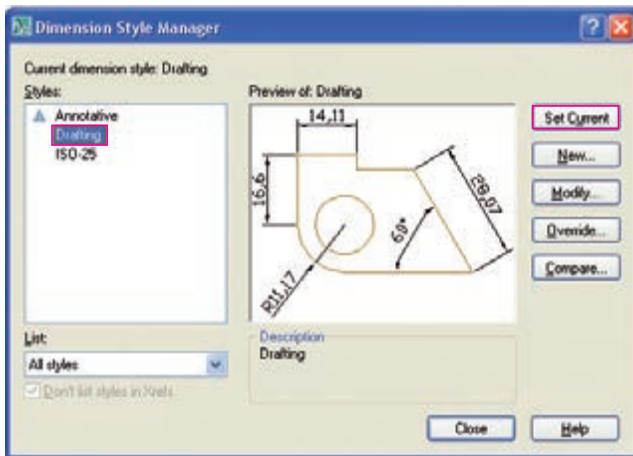 Dimension Style Manager
Current dimension style: Drafting
Styles:
Annotative
Drafting
ISO-25
Preview of: Drafting
14,11
16,6
28,07
60°
R11,17
Set Current
New...
Modify...
Override...
Compare...
List:
All styles
Don't list styles in Xrefs
Description
Drafting
Close
Help